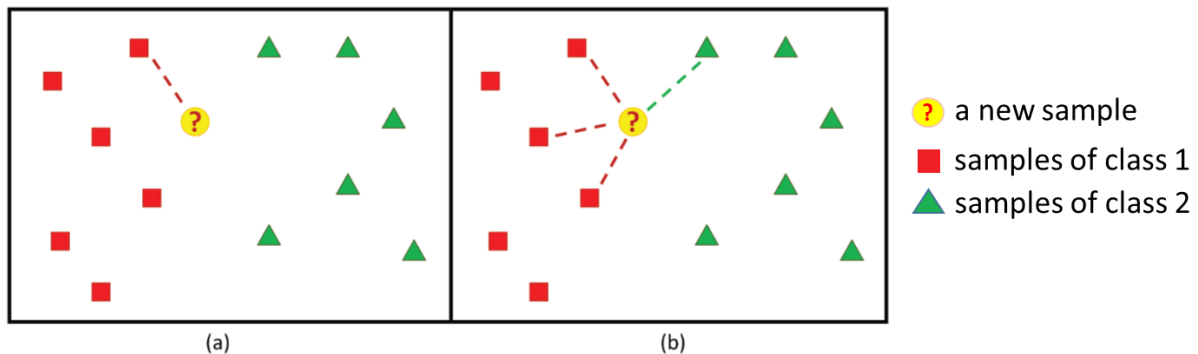 ?
?
? a new sample
samples of class 1
samples of class 2
(a)
(b)